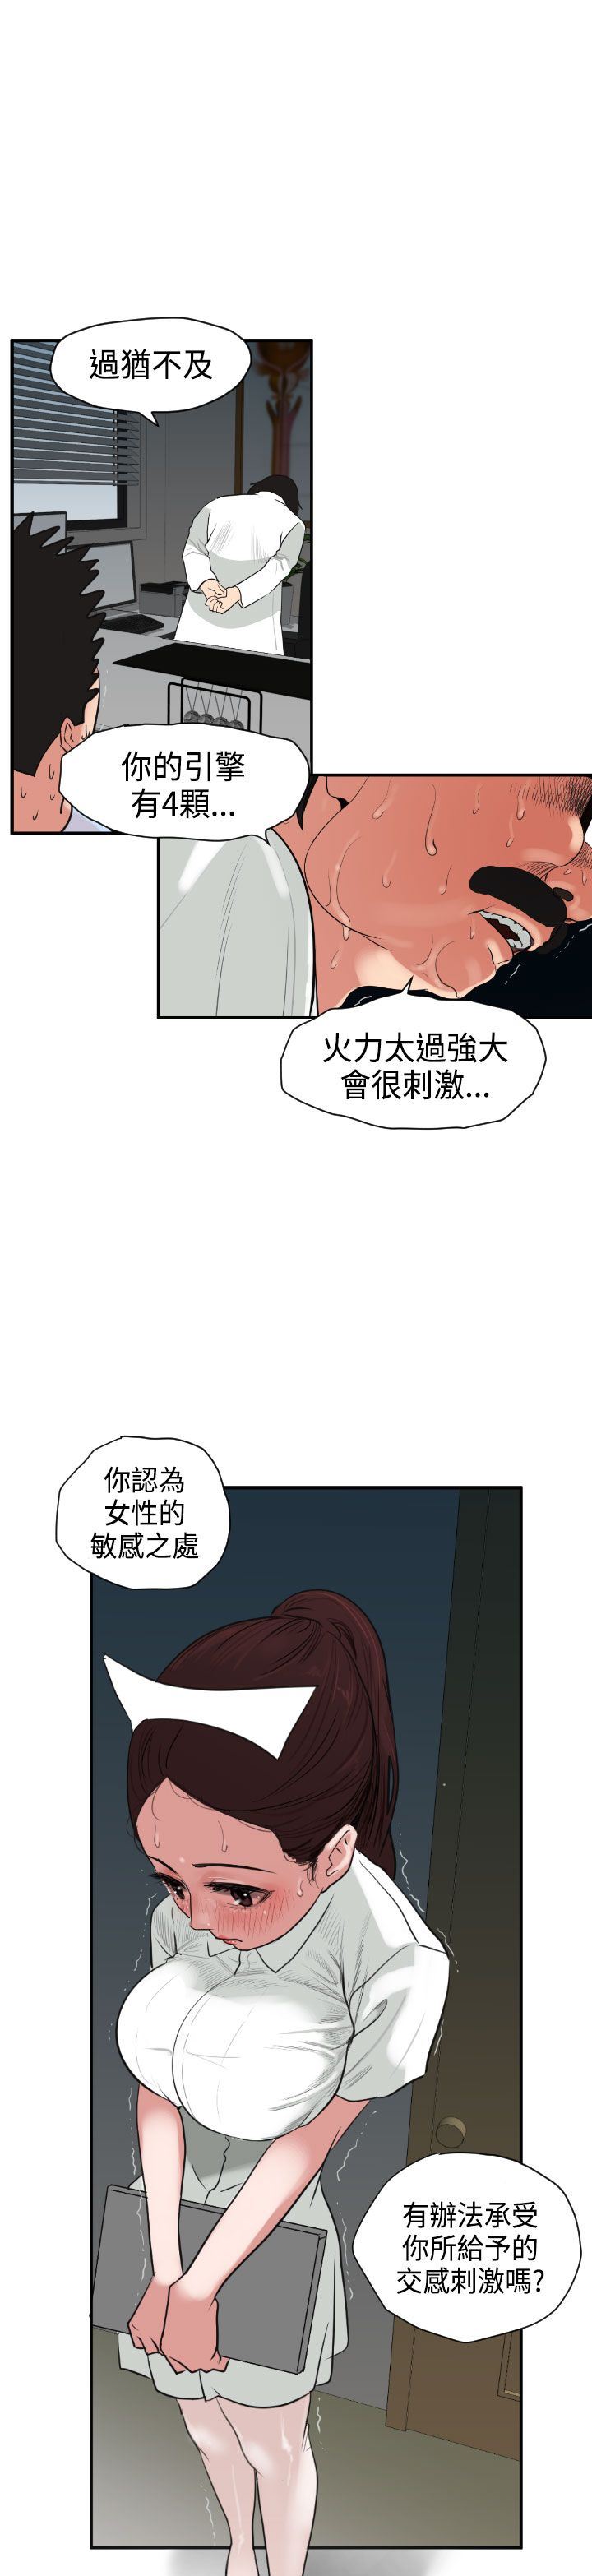 過猶不及
你的引擎
有4顆...
火力太過強大
會很刺激...
你認為
女性的
敏感之處
有辦法承受
你所給予的
交感刺激嗎?